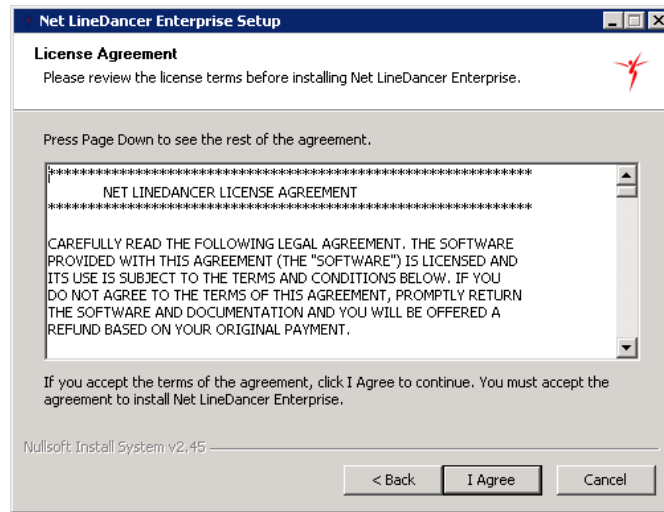 Net LineDancer Enterprise Setup
License Agreement
Please review the license terms before installing Net LineDancer Enterprise.
Press Page Down to see the rest of the agreement.
******************************************************************
NET LINEDANCER LICENSE AGREEMENT
******************************************************************
CAREFULLY READ THE FOLLOWING LEGAL AGREEMENT. THE SOFTWARE
PROVIDED WITH THIS AGREEMENT (THE "SOFTWARE") IS LICENSED AND
ITS USE IS SUBJECT TO THE TERMS AND CONDITIONS BELOW. IF YOU
DO NOT AGREE TO THE TERMS OF THIS AGREEMENT, PROMPTLY RETURN
THE SOFTWARE AND DOCUMENTATION AND YOU WILL BE OFFERED A
REFUND BASED ON YOUR ORIGINAL PAYMENT.
If you accept the terms of the agreement, click I Agree to continue. You must accept the
agreement to install Net LineDancer Enterprise.
Nullsoft Install System v2.45
< Back
I Agree
Cancel